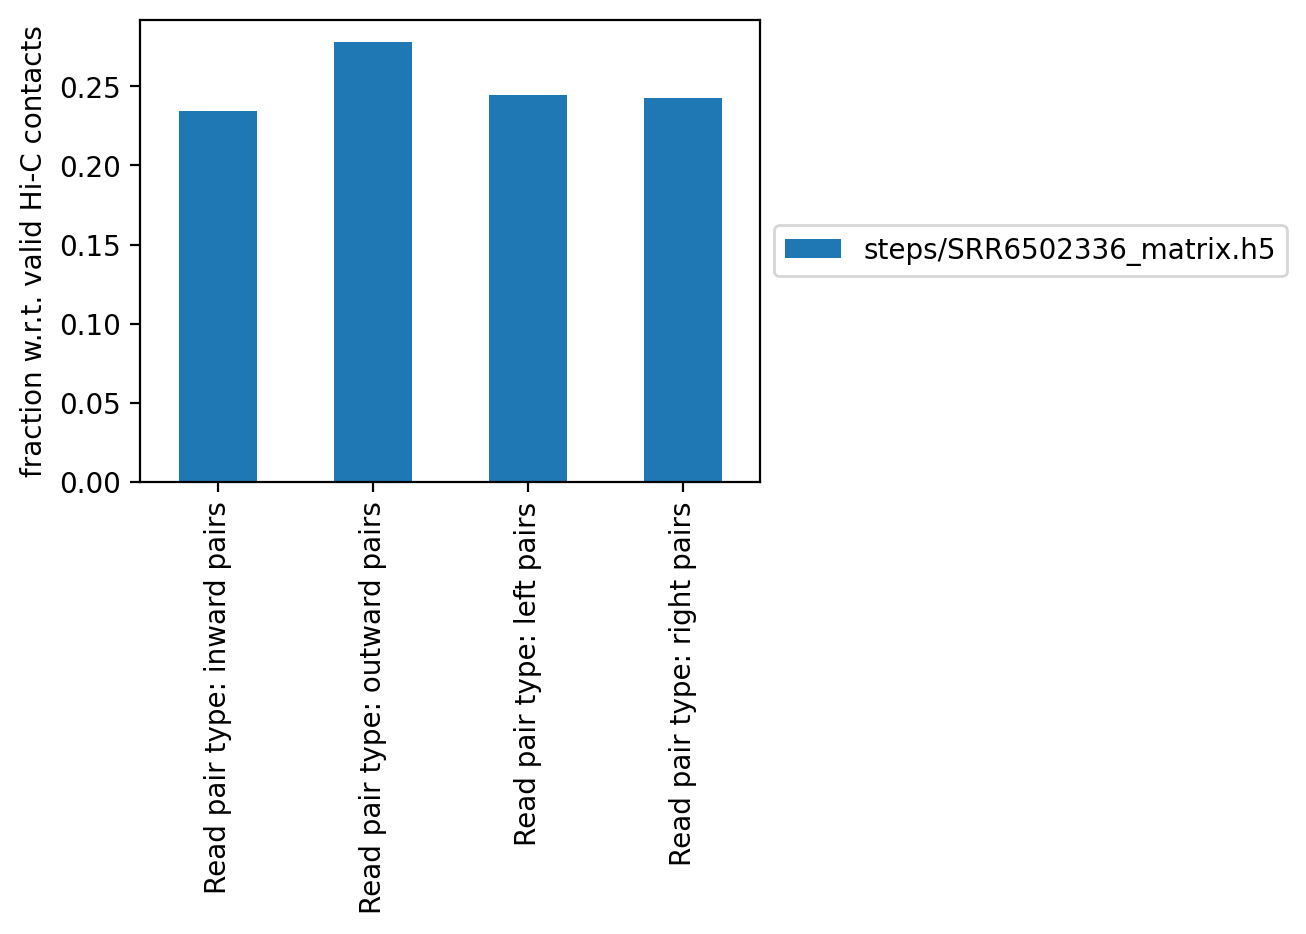 fraction w.r.t. valid Hi-C contacts
0.25
0.20
0.15
0.10
0.05
0.00
Read pair type: inward pairs
Read pair type: outward pairs
Read pair type: left pairs
Read pair type: right pairs
steps/SRR6502336_matrix.h5